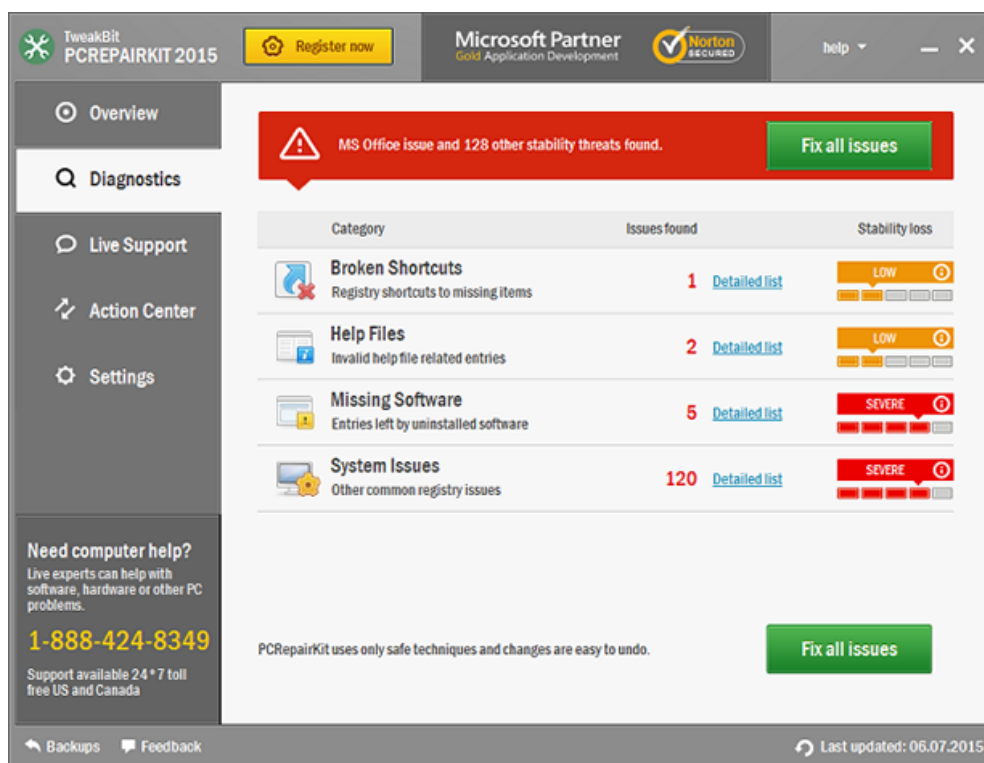 TweakBit
PCREPAIRKIT 2015
Register now
Microsoft Partner
Gold Application Development
Norton
SECURED
help
Overview
Diagnostics
Live Support
Action Center
Settings
MS Office issue and 128 other stability threats found.
Fix all issues
Category Issues found Stability loss
Broken Shortcuts
Registry shortcuts to missing items
1 Detailed list
LOW
Help Files
Invalid help file related entries
2 Detailed list
LOW
Missing Software
Entries left by uninstalled software
5 Detailed list
SEVERE
System Issues
Other common registry issues
120 Detailed list
SEVERE
Need computer help?
Live experts can help with
software, hardware or other PC
problems.
1-888-424-8349
Support available 24*7 toll
free US and Canada
PCRepairKit uses only safe techniques and changes are easy to undo.
Fix all issues
Backups Feedback
Last updated: 06.07.2015